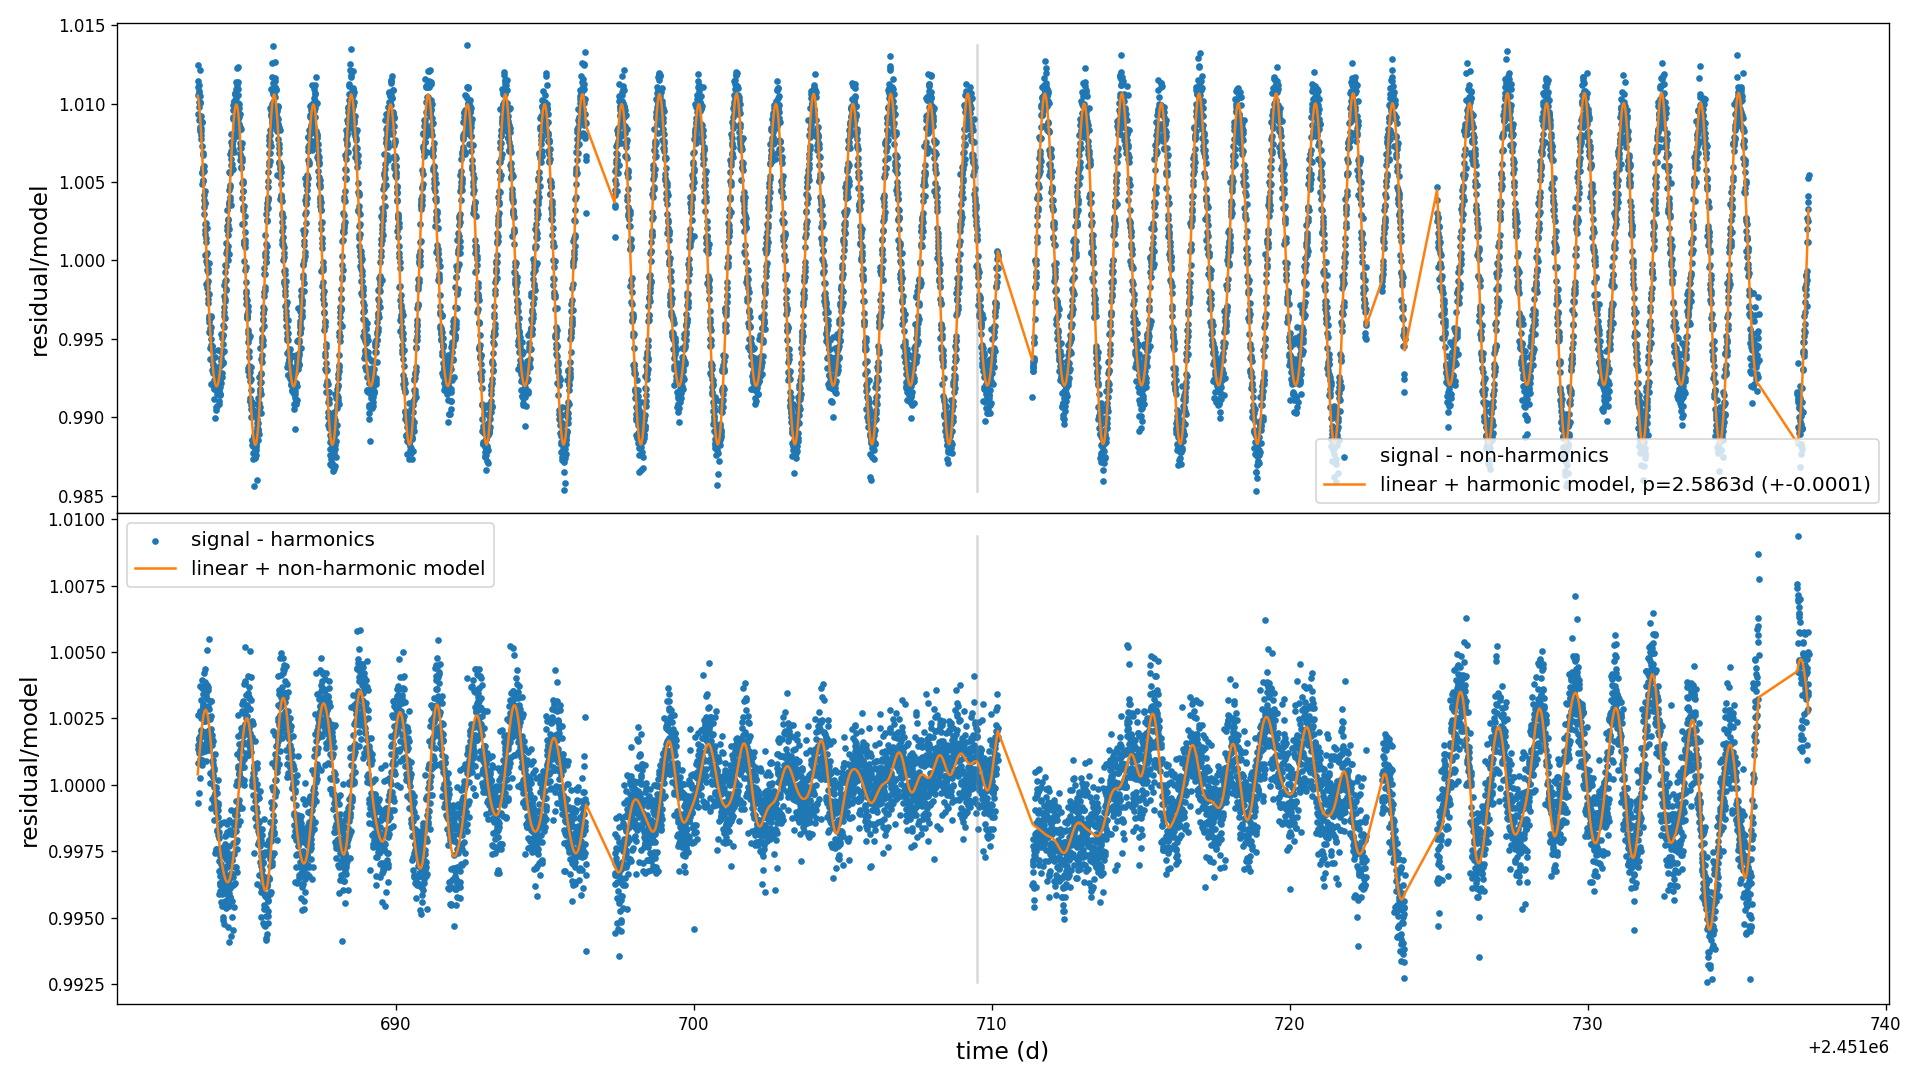 1.015
1.010
1.005
1.000
0.995
0.990
0.985
residual/model
signal - non-harmonics
linear + harmonic model, p=2.5863d (+-0.0001)
1.0100
1.0075
1.0050
1.0025
1.0000
0.9975
0.9950
0.9925
residual/model
signal - harmonics
linear + non-harmonic model
690
700
710
720
730
740
time (d)
+2.451e6